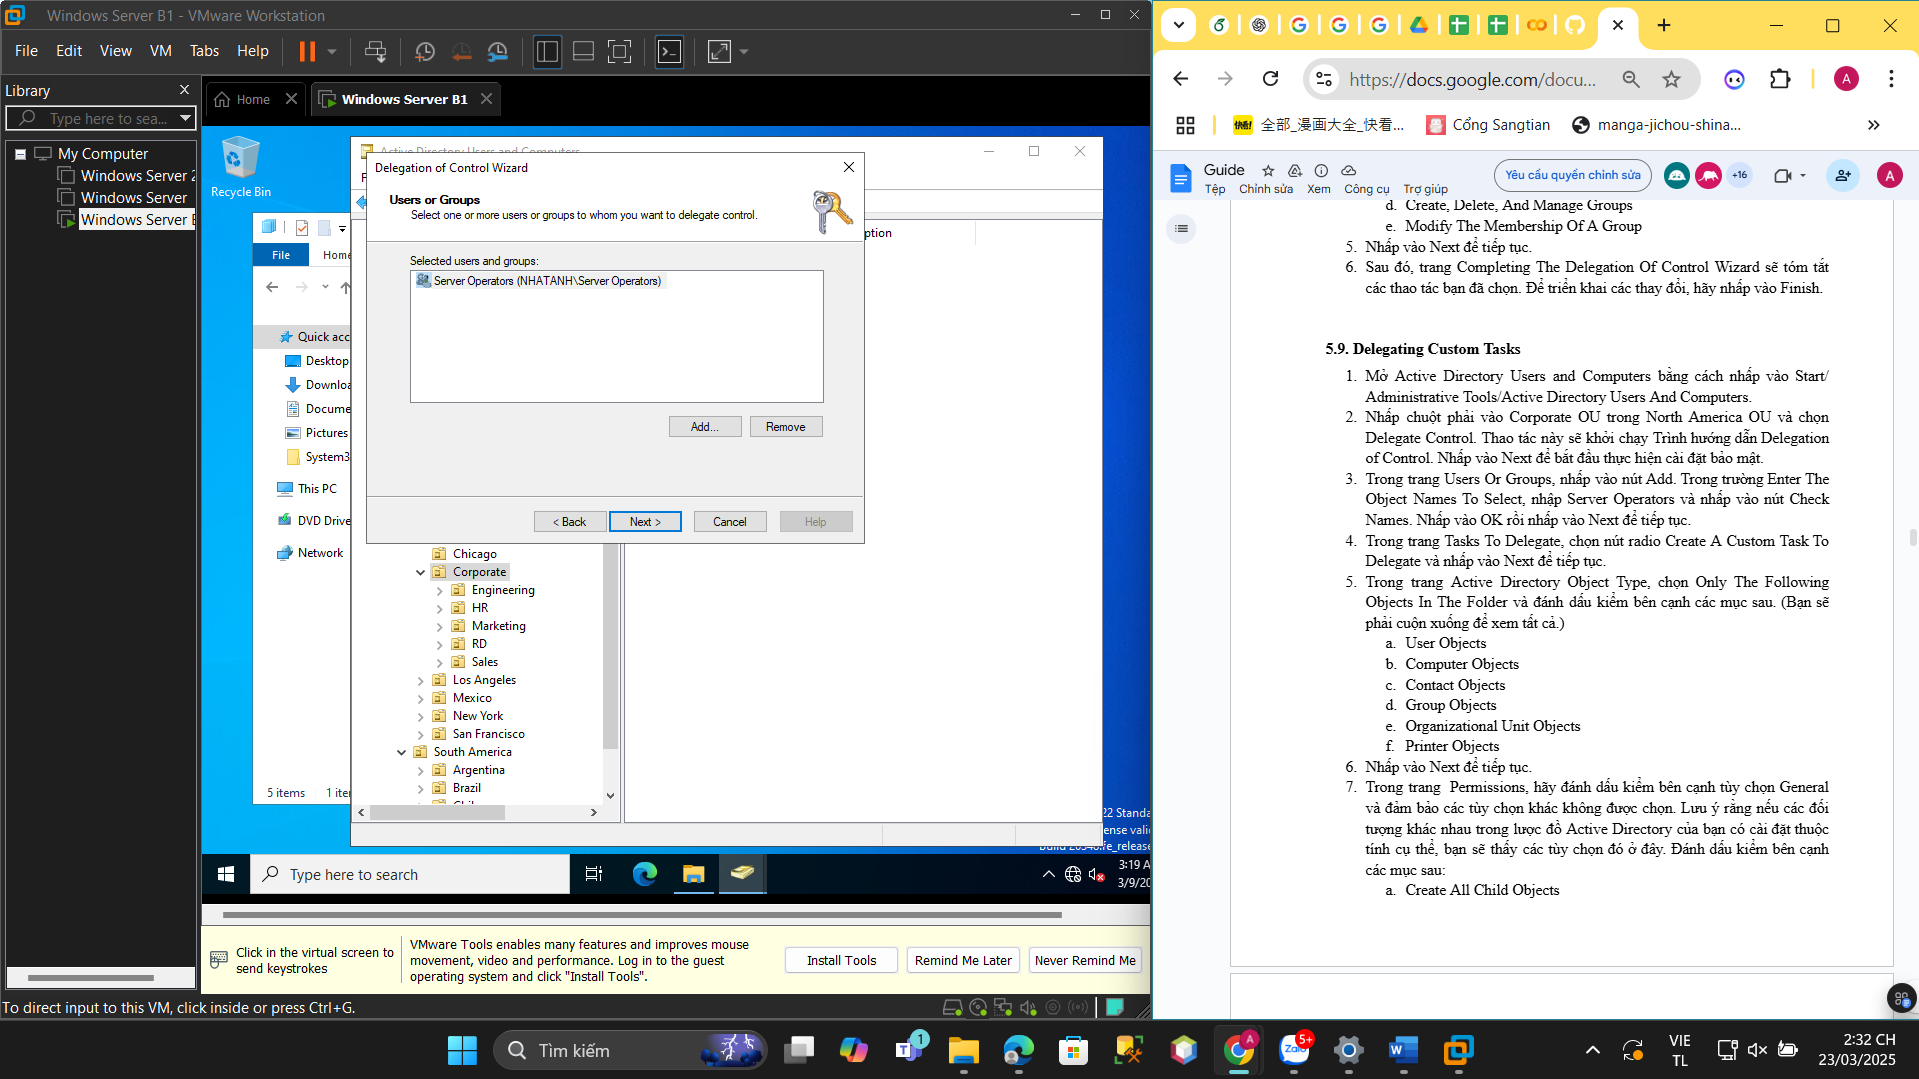 Windows Server B1 - VMware Workstation
File Edit View VM Tabs Help
Library
Type here to sea...
My Computer
Windows Server 2
Windows Server
Windows Server B
Home
Windows Server B1
Recycle Bin
Active Directory Users and Computers
File
Home
Quick acc
Desktop
Downloa
Docume
Pictures
System3
This PC
DVD Drive
Network
5 items
Delegation of Control Wizard
Users or Groups
Select one or more users or groups to whom you want to delegate control.
Selected users and groups:
Server Operators (NHATANH\Server Operators)
Add...
Remove
< Back
Next >
Cancel
Help
ption
Chicago
Corporate
Engineering
HR
Marketing
RD
Sales
Los Angeles
Mexico
New York
San Francisco
South America
Argentina
Brazil
22 Standa
ense valid
Type here to search
3:19 A
3/9/20
Click in the virtual screen to
send keystrokes
VMware Tools enables many features and improves mouse
movement, video and performance. Log in to the guest
operating system and click "Install Tools".
Install Tools
Remind Me Later
Never Remind Me
To direct input to this VM, click inside or press Ctrl+G.
https://docs.google.com/docu...
A
全部_漫画大全_快看...
Cổng Sangtian
manga-jichou-shina...
Guide
Tệp Chỉnh sửa Xem Công cụ Trợ giúp
Yêu cầu quyền chỉnh sửa
+16
A
d. Create, Delete, And Manage Groups
e. Modify The Membership Of A Group
5. Nhấp vào Next để tiếp tục.
6. Sau đó, trang Completing The Delegation Of Control Wizard sẽ tóm tắt
các thao tác bạn đã chọn. Để triển khai các thay đổi, hãy nhấp vào Finish.
5.9. Delegating Custom Tasks
1. Mở Active Directory Users and Computers bằng cách nhấp vào Start/
Administrative Tools/Active Directory Users And Computers.
2. Nhấp chuột phải vào Corporate OU trong North America OU và chọn
Delegate Control. Thao tác này sẽ khởi chạy Trình hướng dẫn Delegation
of Control. Nhấp vào Next để bắt đầu thực hiện cài đặt bảo mật.
3. Trong trang Users Or Groups, nhấp vào nút Add. Trong trường Enter The
Object Names To Select, nhập Server Operators và nhấp vào nút Check
Names. Nhấp vào OK rồi nhấp vào Next để tiếp tục.
4. Trong trang Tasks To Delegate, chọn nút radio Create A Custom Task To
Delegate và nhấp vào Next để tiếp tục.
5. Trong trang Active Directory Object Type, chọn Only The Following
Objects In The Folder và đánh dấu kiểm bên cạnh các mục sau. (Bạn sẽ
phải cuộn xuống để xem tất cả.)
a. User Objects
b. Computer Objects
c. Contact Objects
d. Group Objects
e. Organizational Unit Objects
f. Printer Objects
6. Nhấp vào Next để tiếp tục.
7. Trong trang Permissions, hãy đánh dấu kiểm bên cạnh tùy chọn General
và đảm bảo các tùy chọn khác không được chọn. Lưu ý rằng nếu các đối
tượng khác nhau trong lược đồ Active Directory của bạn có cài đặt thuộc
tính cụ thể, bạn sẽ thấy các tùy chọn đó ở đây. Đánh dấu kiểm bên cạnh
các mục sau:
a. Create All Child Objects
Tìm kiếm
1
A
Zalo
5+
VIE
TL
2:32 CH
23/03/2025